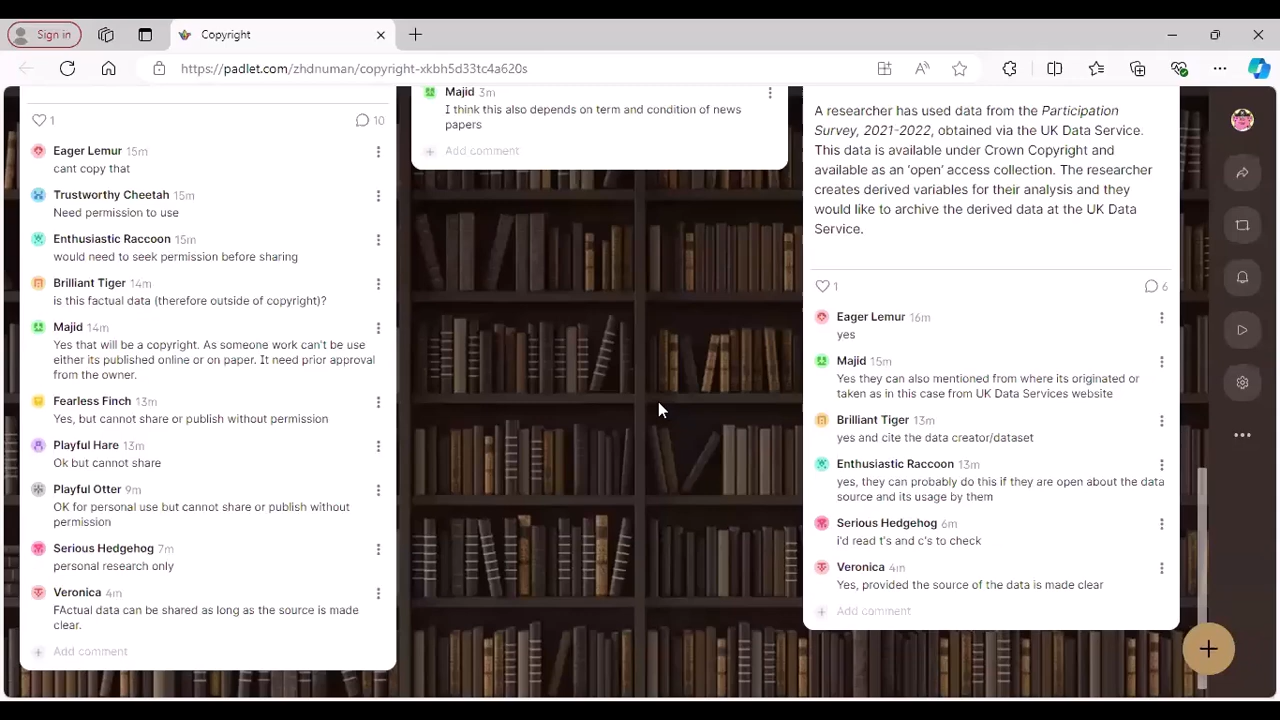 Sign in
Copyright
https://padlet.com/zhdnuman/copyright-xkbh5d33tc4a620s
1
10
Eager Lemur 15m
cant copy that
Trustworthy Cheetah 15m
Need permission to use
Enthusiastic Raccoon 15m
would need to seek permission before sharing
Brilliant Tiger 14m
is this factual data (therefore outside of copyright)?
Majid 14m
Yes that will be a copyright. As someone work can't be use
either its published online or on paper. It need prior approval
from the owner.
Fearless Finch 13m
Yes, but cannot share or publish without permission
Playful Hare 13m
Ok but cannot share
Playful Otter 9m
OK for personal use but cannot share or publish without
permission
Serious Hedgehog 7m
personal research only
Veronica 4m
FActual data can be shared as long as the source is made
clear.
Add comment
Majid 3m
I think this also depends on term and condition of news
papers
Add comment
A researcher has used data from the Participation
Survey, 2021-2022, obtained via the UK Data Service.
This data is available under Crown Copyright and
available as an ‘open’ access collection. The researcher
creates derived variables for their analysis and they
would like to archive the derived data at the UK Data
Service.
1
6
Eager Lemur 16m
yes
Majid 15m
Yes they can also mentioned from where its originated or
taken as in this case from UK Data Services website
Brilliant Tiger 13m
yes and cite the data creator/dataset
Enthusiastic Raccoon 13m
yes, they can probably do this if they are open about the data
source and its usage by them
Serious Hedgehog 6m
i'd read t's and c's to check
Veronica 4m
Yes, provided the source of the data is made clear
Add comment